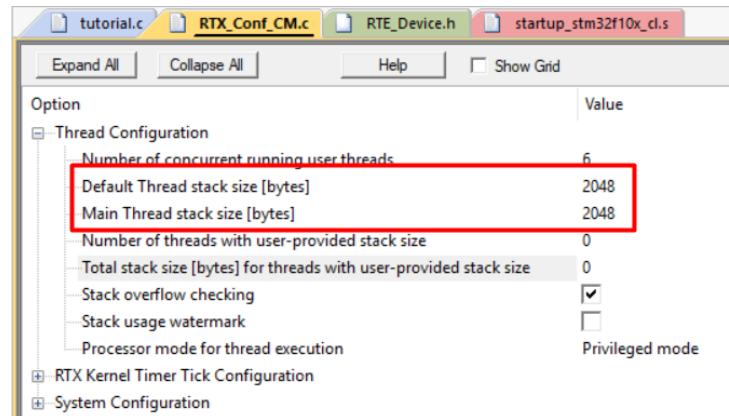 tutorial.c RTX_Conf_CM.c RTE_Device.h startup_stm32f10x_cl.s
Expand All Collapse All Help Show Grid
Option Value
Thread Configuration
Number of concurrent running user threads 6
Default Thread stack size [bytes] 2048
Main Thread stack size [bytes] 2048
Number of threads with user-provided stack size 0
Total stack size [bytes] for threads with user-provided stack size 0
Stack overflow checking
Stack usage watermark
Processor mode for thread execution Privileged mode
RTX Kernel Timer Tick Configuration
System Configuration